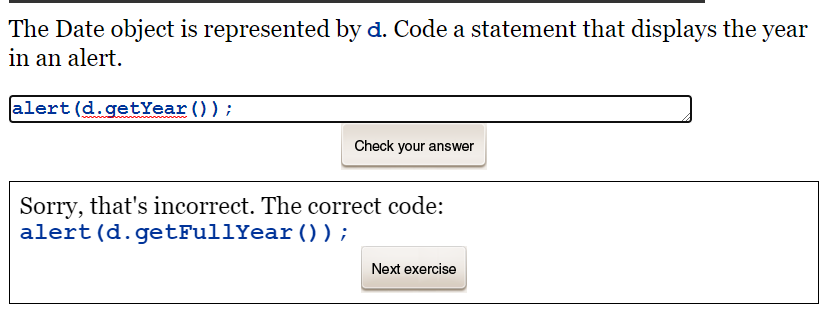 The Date object is represented by d. Code a statement that displays the year
in an alert.
alert(d.getYear());
Check your answer
Sorry, that's incorrect. The correct code:
alert(d.getFullYear());
Next exercise